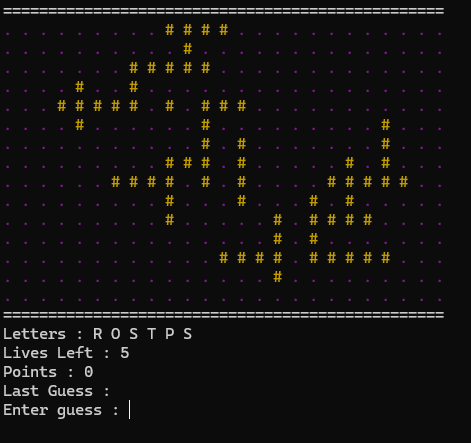 =================================================
. . . . . . . . . # # # # . . . . . . . . . . . .
. . . . . . . . . . # . . . . . . . . . . . . . .
. . . . . . . # # # # # . . . . . . . . . . . . .
. . . . # . . # . . . . . . . . . . . . . . . . .
. . . # # # # # . # . # # # . . . . . . . . . . .
. . . . # . . . . . . # . . . . . . . . . # . . .
. . . . . . . . . . . # . # . . . . . . . # . . .
. . . . . . . . . # # # . # . . . . . # . # . . .
. . . . . . # # # # . # . # . . . . # # # # # . .
. . . . . . . . . # . . . # . . . # . # . . . . .
. . . . . . . . . # . . . . . # . # # # # . . . .
. . . . . . . . . . . . . . . # . # . . . . . . .
. . . . . . . . . . . . # # # # . # # # # # . . .
. . . . . . . . . . . . . . . # . . . . . . . . .
. . . . . . . . . . . . . . . . . . . . . . . . .
=================================================
Letters : R O S T P S
Lives Left : 5
Points : 0
Last Guess :
Enter guess :